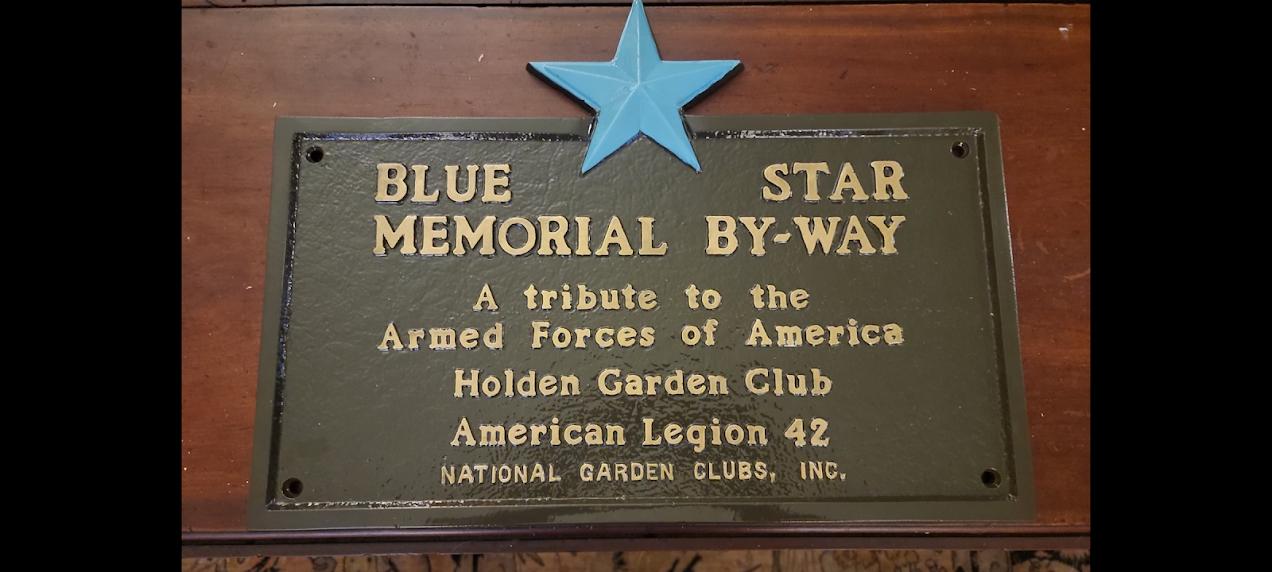 BLUE STAR
MEMORIAL BY-WAY
A tribute to the
Armed Forces of America
Holden Garden Club
American Legion 42
NATIONAL GARDEN CLUBS, INC.